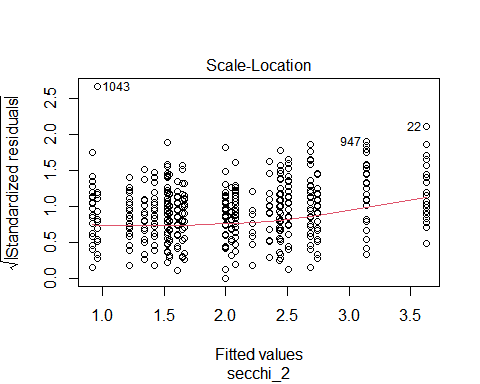 Scale-Location
1043
947
22
√|Standardized residuals|
0.0 0.5 1.0 1.5 2.0 2.5
1.0 1.5 2.0 2.5 3.0 3.5
Fitted values
secchi_2